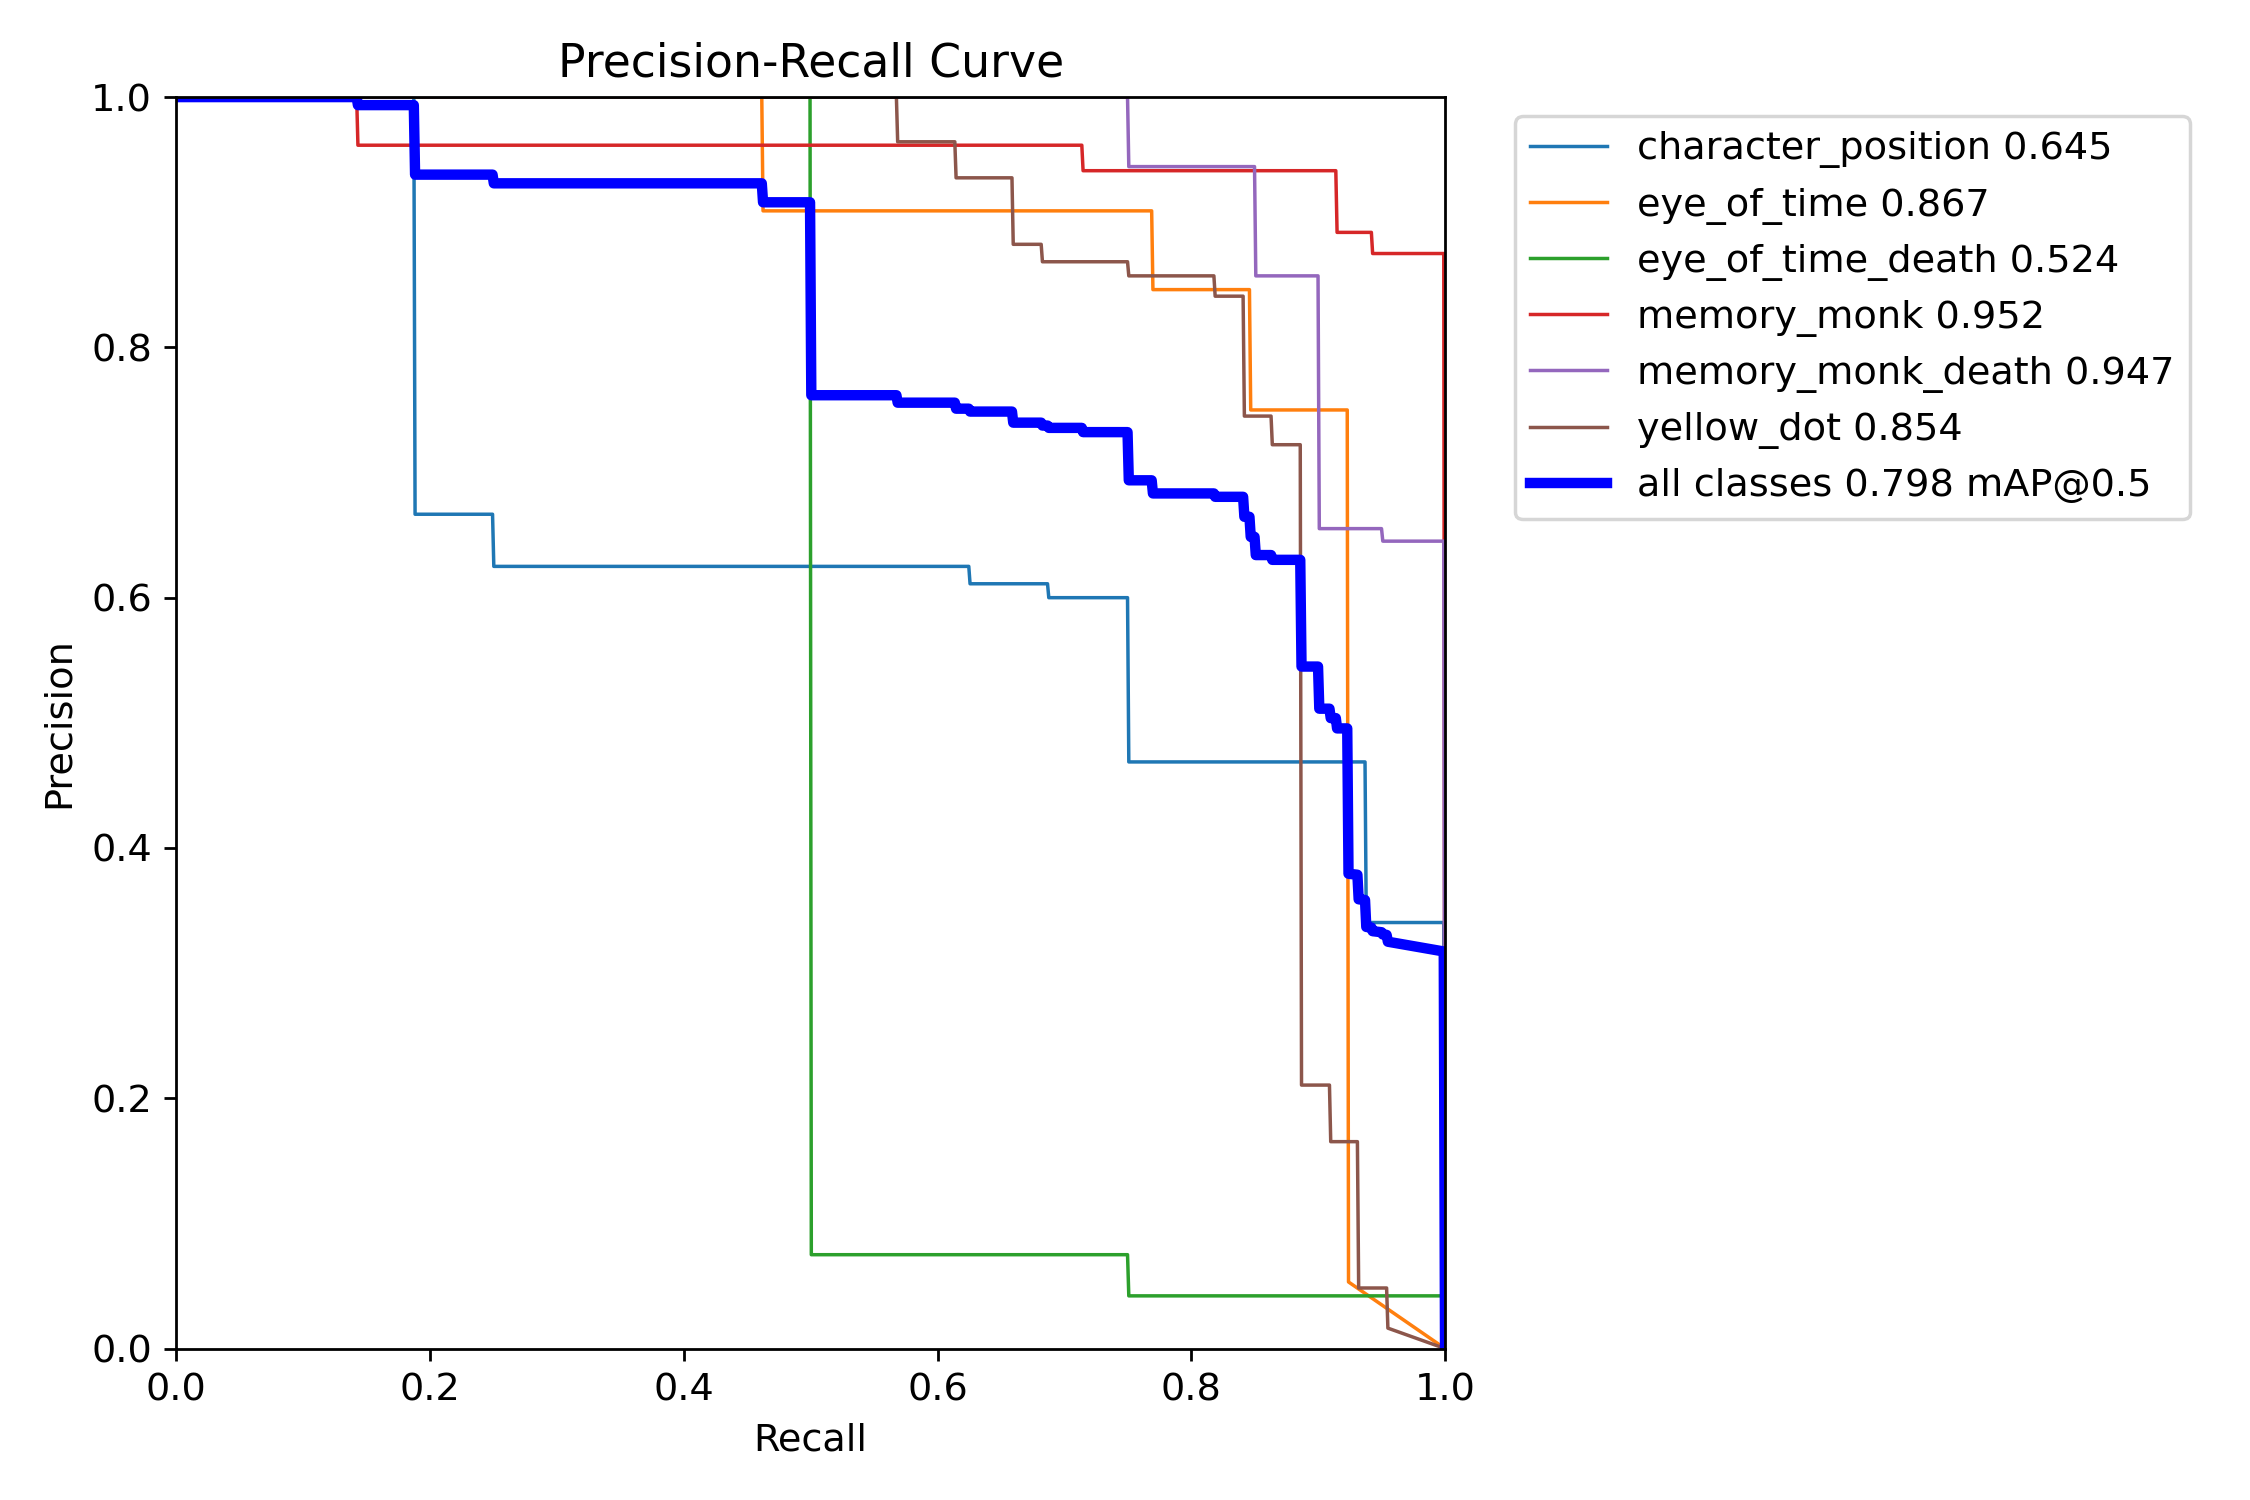 Precision-Recall Curve
1.0
0.8
0.6
0.4
0.2
0.0
Precision
0.0 0.2 0.4 0.6 0.8 1.0
Recall
character_position 0.645
eye_of_time 0.867
eye_of_time_death 0.524
memory_monk 0.952
memory_monk_death 0.947
yellow_dot 0.854
all classes 0.798 mAP@0.5